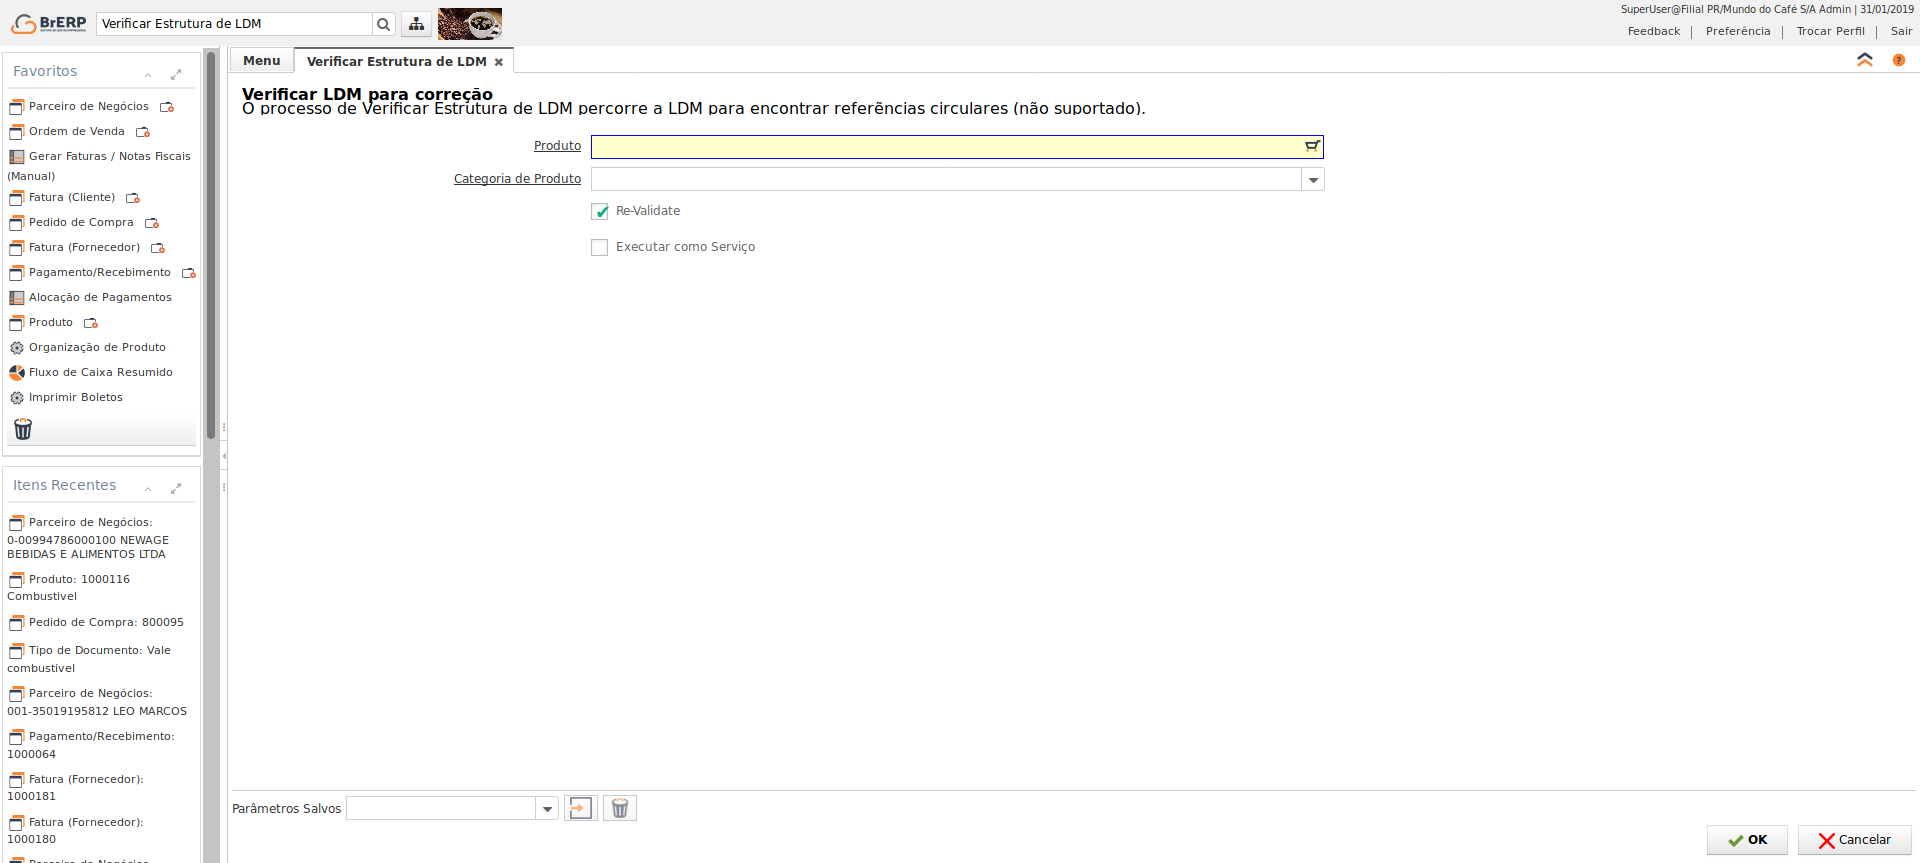 SuperUser@Filial PR/Mundo do Café S/A Admin | 31/01/2019
BrERP
Verificar Estrutura de LDM
Feedback | Preferência | Trocar Perfil | Sair
Favoritos
Parceiro de Negócios
Ordem de Venda
Gerar Faturas / Notas Fiscais
(Manual)
Fatura (Cliente)
Pedido de Compra
Fatura (Fornecedor)
Pagamento/Recebimento
Alocação de Pagamentos
Produto
Organização de Produto
Fluxo de Caixa Resumido
Imprimir Boletos
Itens Recentes
Parceiro de Negócios:
0-00994786000100 NEWAGE
BEBIDAS E ALIMENTOS LTDA
Produto: 1000116
Combustivel
Pedido de Compra: 800095
Tipo de Documento: Vale
combustivel
Parceiro de Negócios:
001-35019195812 LEO MARCOS
Pagamento/Recebimento:
1000064
Fatura (Fornecedor):
1000181
Fatura (Fornecedor):
1000180
Parceiro de Negócios
Menu
Verificar Estrutura de LDM
Verificar LDM para correção
O processo de Verificar Estrutura de LDM percorre a LDM para encontrar referências circulares (não suportado).
Produto
Categoria de Produto
Re-Validate
Executar como Serviço
Parâmetros Salvos
OK
Cancelar